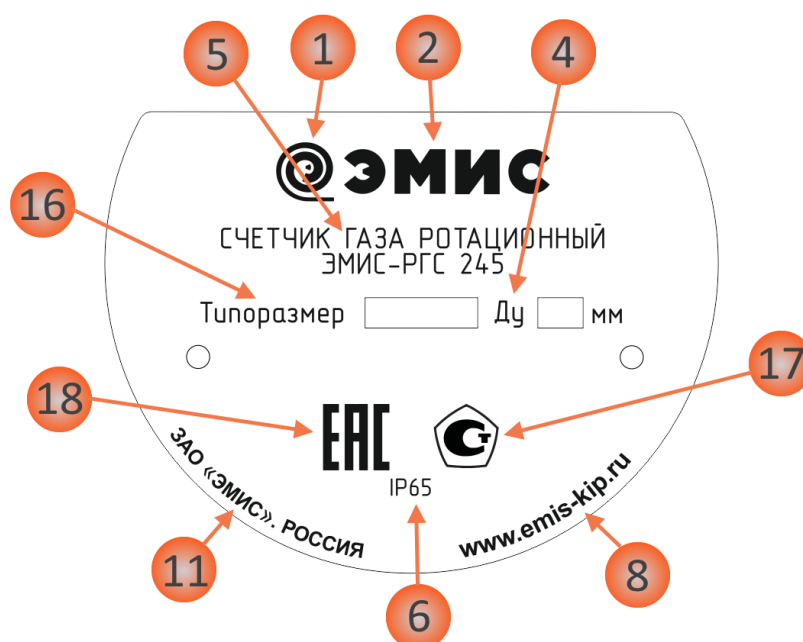 5 1 2 4
ЭМИС
16
СЧЕТЧИК ГАЗА РОТАЦИОННЫЙ
ЭМИС-РГС 245
Типоразмер Ду мм
17
18
ЕАС Ст
IP65
ЗАО «ЭМИС». РОССИЯ
www.emis-kip.ru
11 6 8